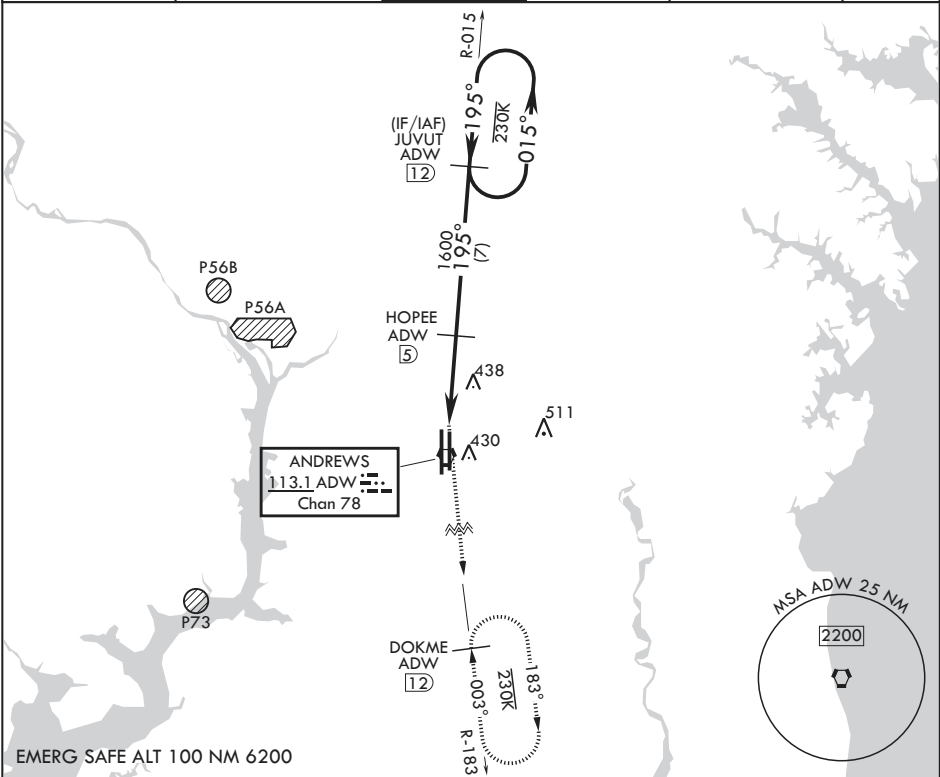 R-015
195°
230K
015°
(IF/IAF)
JUVUT
ADW
12
1600
195°
(7)
P56B
P56A
HOPEE
ADW
5
438
511
430
ANDREWS
113.1 ADW
Chan 78
P73
DOKME
ADW
12
003°
230K
183°
R-183
MSA ADW 25 NM
2200
EMERG SAFE ALT 100 NM 6200